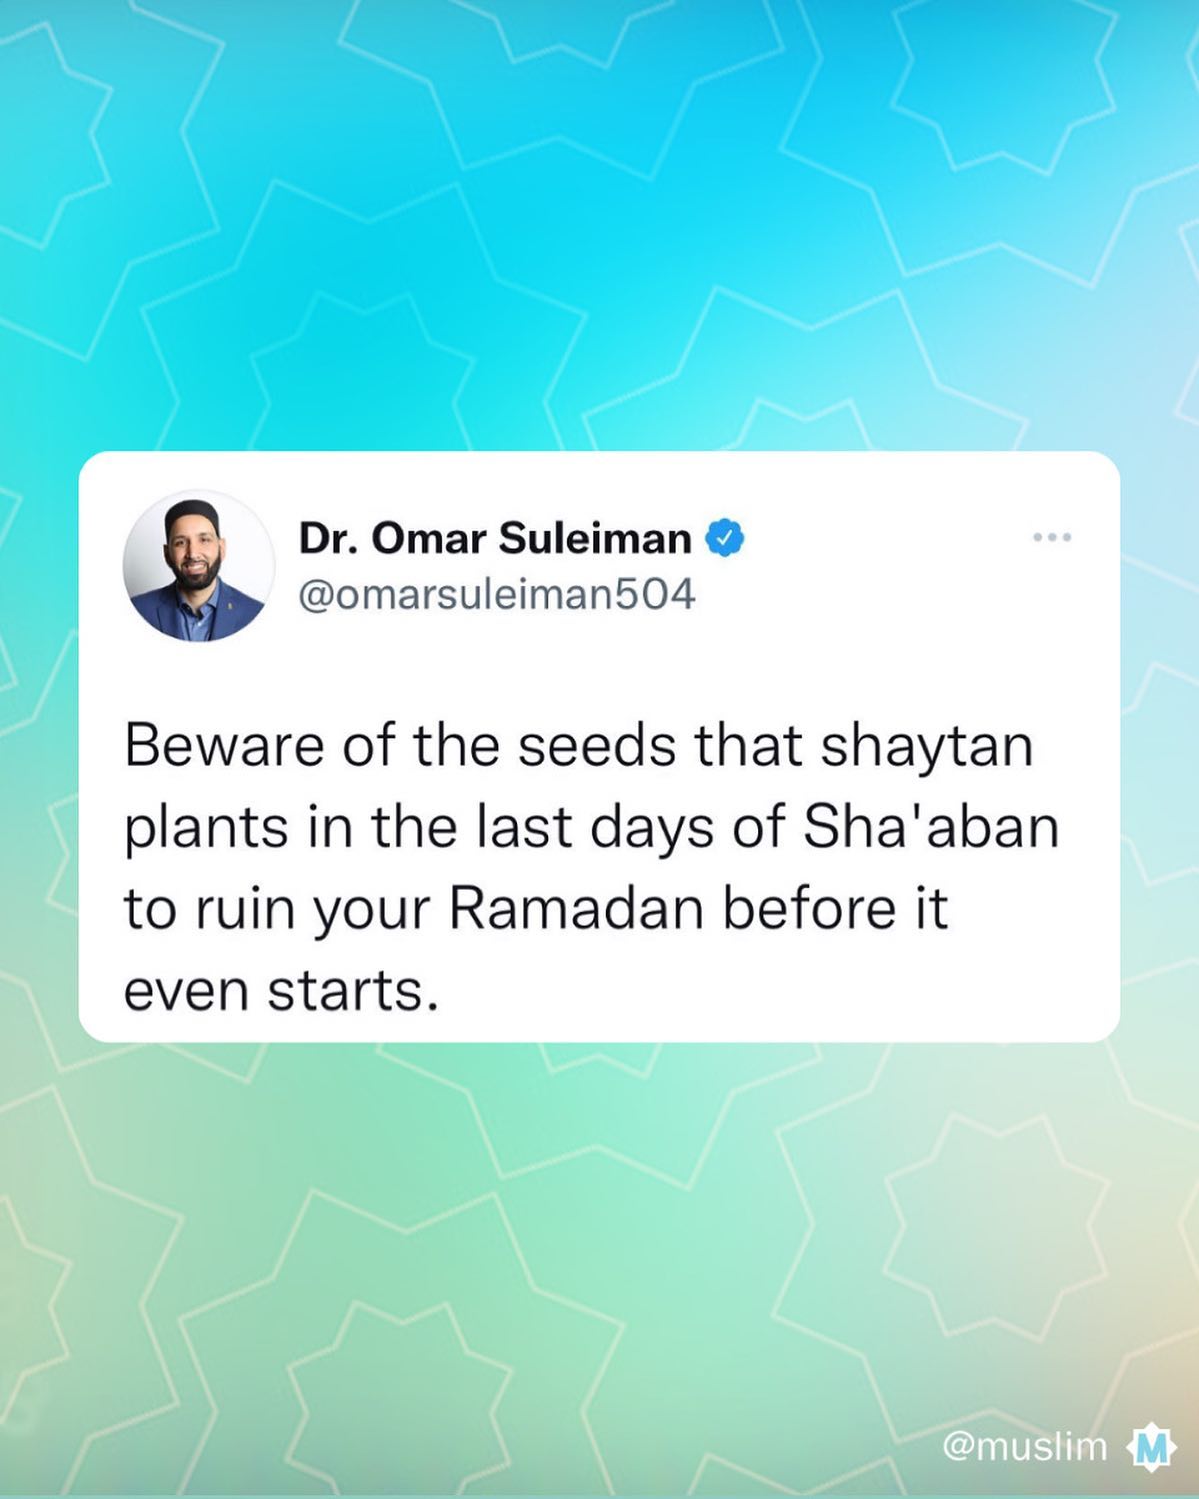 Dr. Omar Suleiman
@omarsuleiman504
Beware of the seeds that shaytan
plants in the last days of Sha'aban
to ruin your Ramadan before it
even starts.
@muslim M